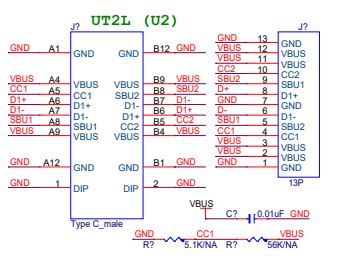 UT2L (U2)
J?
GND A1 GND GND B12 GND
VBUS A4 VBUS VBUS B9 VBUS
CC1 A5 CC1 SBU2 B8 SBU2
D1+ A6 D1+ D1- B7 D1-
D1- A7 D1- D1+ B6 D1+
SBU1 A8 SBU1 CC2 B5 CC2
VBUS A9 VBUS VBUS B4 VBUS
GND A12 GND GND B1 GND
GND 1 DIP DIP 2 GND
Type C_male
J?
GND 13 GND
VBUS 12 VBUS
VBUS 11 VBUS
CC2 10 CC2
SBU2 9 SBU1
D+ 8 D1+
GND 7 GND
D- 6 D1-
SBU1 5 SBU1
CC1 4 CC1
VBUS 3 VBUS
VBUS 2 VBUS
GND 1 GND
13P
VBUS
C? 0.01uF GND
GND CC1 VBUS
R? 5.1K/NA R? 56K/NA